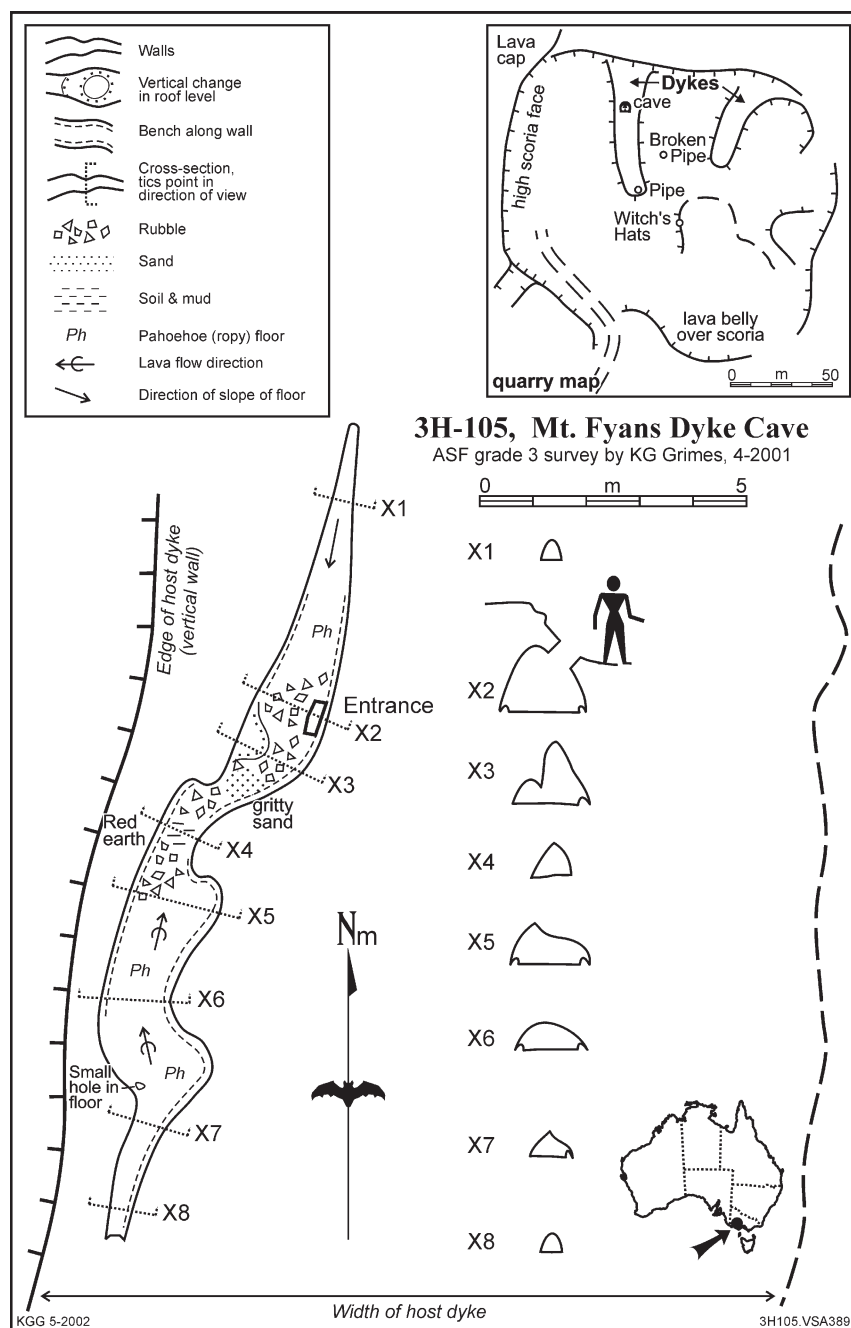 Walls
Vertical change
in roof level
Bench along wall
Cross-section,
tics point in
direction of view
Rubble
Sand
Soil & mud
Ph
Pahoehoe (ropy) floor
Lava flow direction
Direction of slope of floor
Lava
cap
Dykes
cave
high scoria face
Broken
Pipe
Pipe
Witch's
Hats
lava belly
over scoria
quarry map
0 m 50
3H-105, Mt. Fyans Dyke Cave
ASF grade 3 survey by KG Grimes, 4-2001
0 m 5
Edge of host dyke
(vertical wall)
X1
Ph
Entrance
X2
X3
gritty
sand
Red
earth
X4
X5
Ph
X6
Ph
Small
hole in
floor
X7
X8
Nm
X1
X2
X3
X4
X5
X6
X7
X8
Width of host dyke
KGG 5-2002
3H105.VSA389